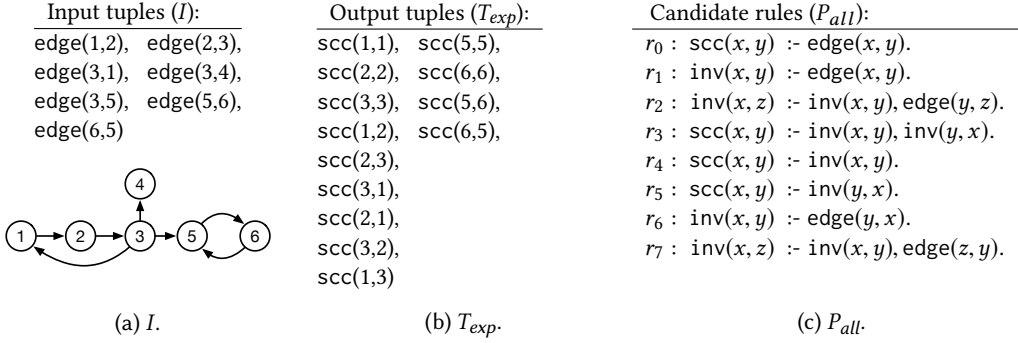 Input tuples (I):
edge(1,2), edge(2,3),
edge(3,1), edge(3,4),
edge(3,5), edge(5,6),
edge(6,5)
4
1 2 3 5 6
(a) I.
Output tuples (T_exp):
scc(1,1), scc(5,5),
scc(2,2), scc(6,6),
scc(3,3), scc(5,6),
scc(1,2), scc(6,5),
scc(2,3),
scc(3,1),
scc(2,1),
scc(3,2),
scc(1,3)
(b) T_exp.
Candidate rules (P_all):
r_0 : scc(x, y) :- edge(x, y).
r_1 : inv(x, y) :- edge(x, y).
r_2 : inv(x, z) :- inv(x, y), edge(y, z).
r_3 : scc(x, y) :- inv(x, y), inv(y, x).
r_4 : scc(x, y) :- inv(x, y).
r_5 : scc(x, y) :- inv(y, x).
r_6 : inv(x, y) :- edge(y, x).
r_7 : inv(x, z) :- inv(x, y), edge(z, y).
(c) P_all.